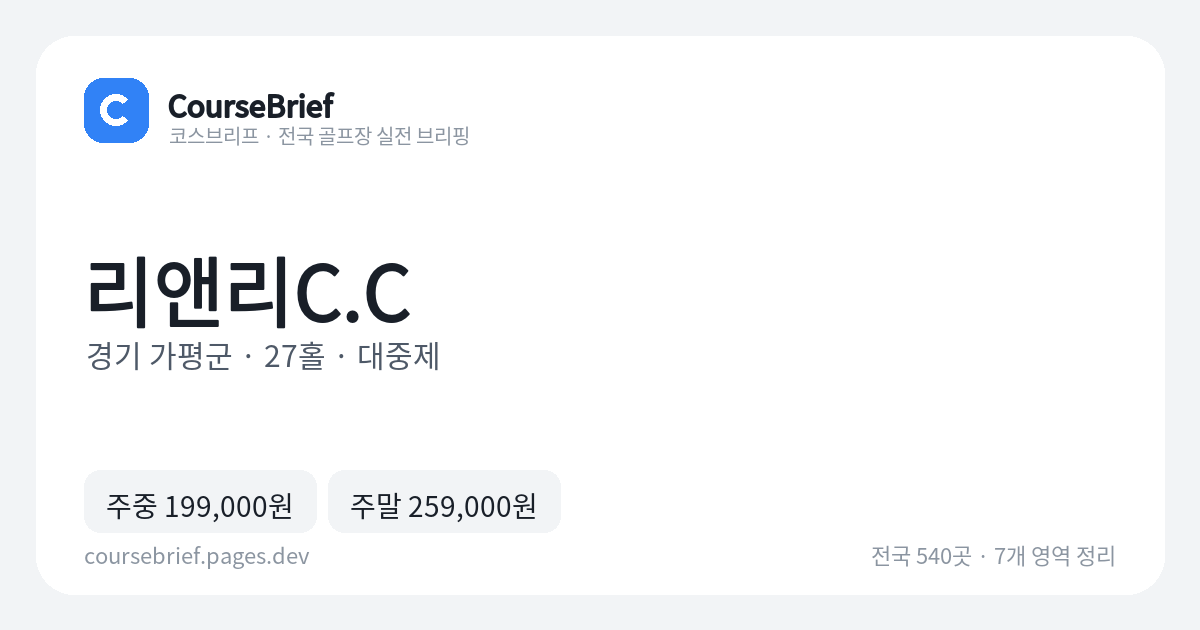 C
CourseBrief
코스브리프 · 전국 골프장 실전 브리핑
리앤리C.C
경기 가평군 · 27홀 · 대중제
주중 199,000원
주말 259,000원
coursebrief.pages.dev
전국 540곳 · 7개 영역 정리